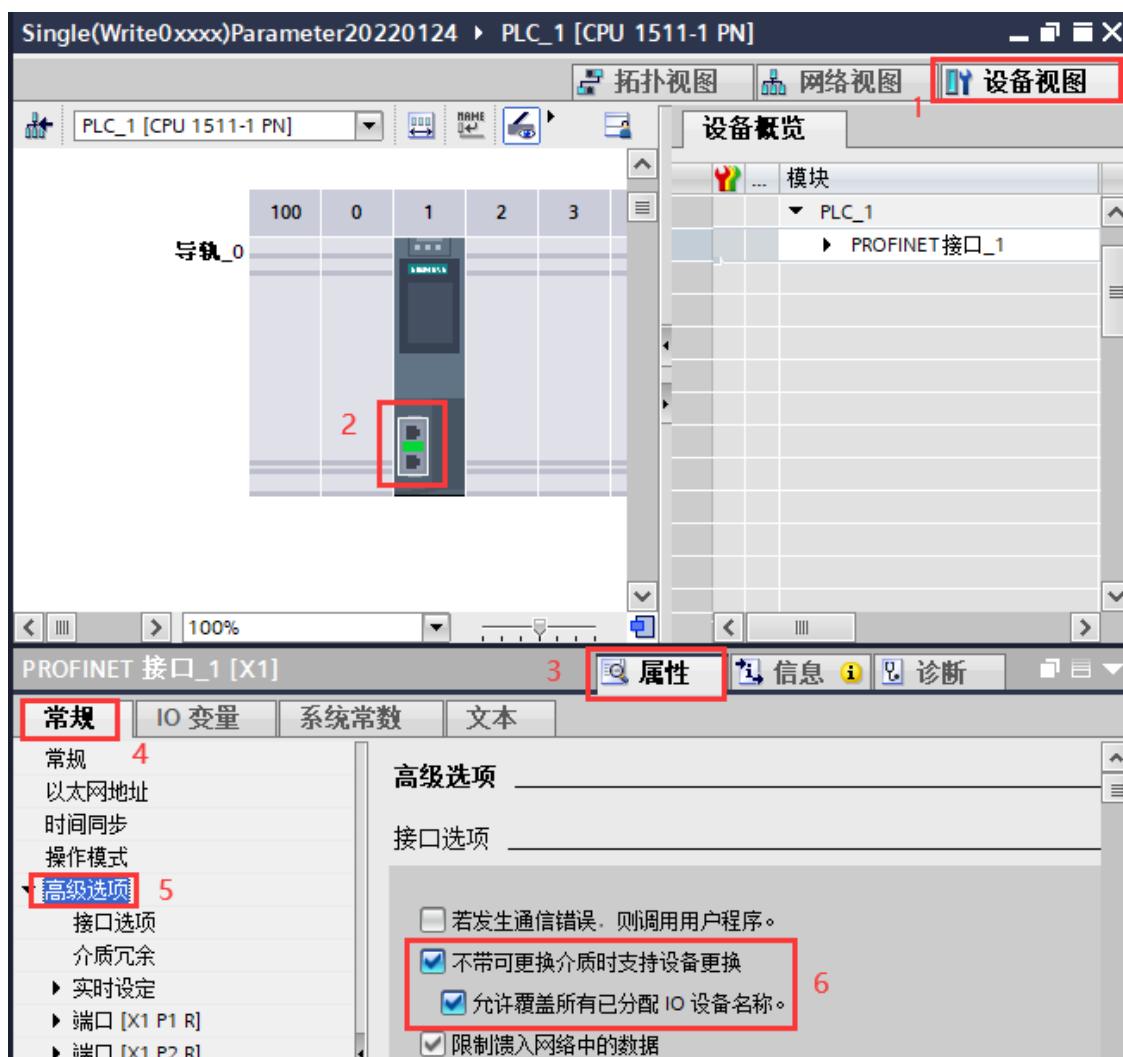 Single(Write0xxxx)Parameter20220124 ▸ PLC_1 [CPU 1511-1 PN]
拓扑视图 网络视图 设备视图
1
PLC_1 [CPU 1511-1 PN]
设备概览
... 模块
100 0 1 2 3
PLC_1
导轨_0
PROFINET接口_1
SIEMENS
2
100%
PROFINET 接口_1 [X1]
3
属性 信息 诊断
常规 IO 变量 系统常数 文本
4
常规
以太网地址
时间同步
操作模式
高级选项 5
接口选项
介质冗余
实时设定
端口 [X1 P1 R]
端口 [X1 P2 R]
高级选项
接口选项
若发生通信错误，则调用用户程序。
不带可更换介质时支持设备更换
允许覆盖所有已分配 IO 设备名称。
6
限制馈入网络中的数据